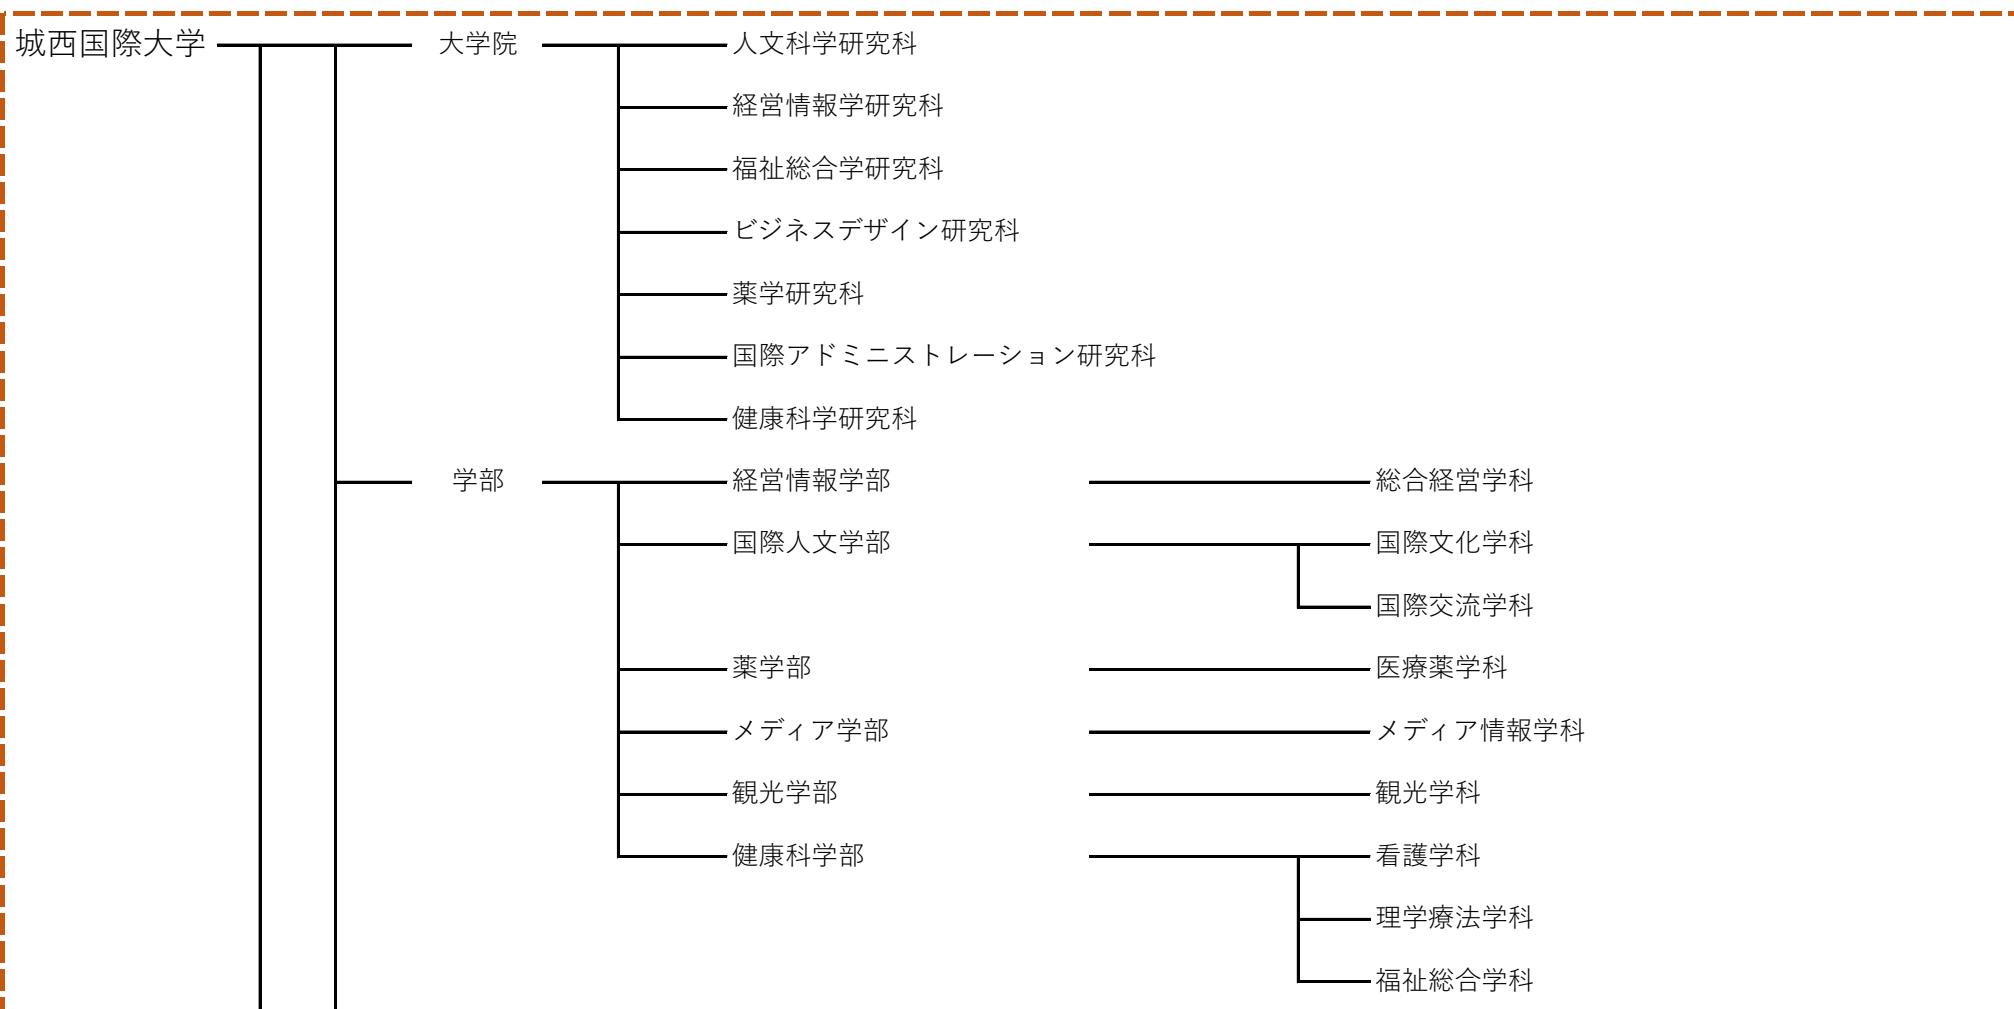 城西国際大学 大学院 人文科学研究科
経営情報学研究科
福祉総合学研究科
ビジネスデザイン研究科
薬学研究科
国際アドミニストレーション研究科
健康科学研究科
学部 経営情報学部 総合経営学科
国際人文学部 国際文化学科
国際交流学科
薬学部 医療薬学科
メディア学部 メディア情報学科
観光学部 観光学科
健康科学部 看護学科
理学療法学科
福祉総合学科